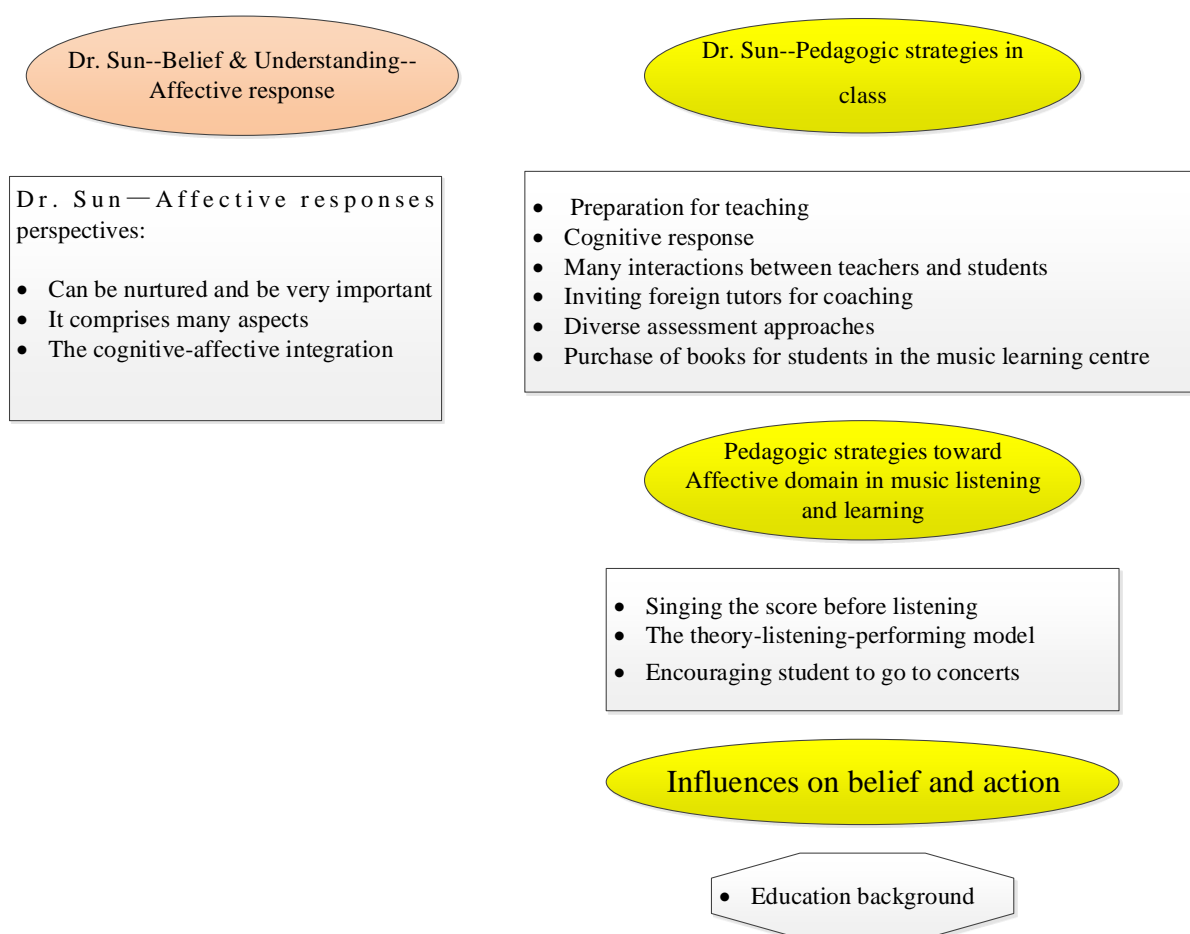 Dr. Sun--Belief & Understanding--
Affective response
Dr. Sun—Affective responses
perspectives:
• Can be nurtured and be very important
• It comprises many aspects
• The cognitive-affective integration
Dr. Sun--Pedagogic strategies in
class
• Preparation for teaching
• Cognitive response
• Many interactions between teachers and students
• Inviting foreign tutors for coaching
• Diverse assessment approaches
• Purchase of books for students in the music learning centre
Pedagogic strategies toward
Affective domain in music listening
and learning
• Singing the score before listening
• The theory-listening-performing model
• Encouraging student to go to concerts
Influences on belief and action
• Education background